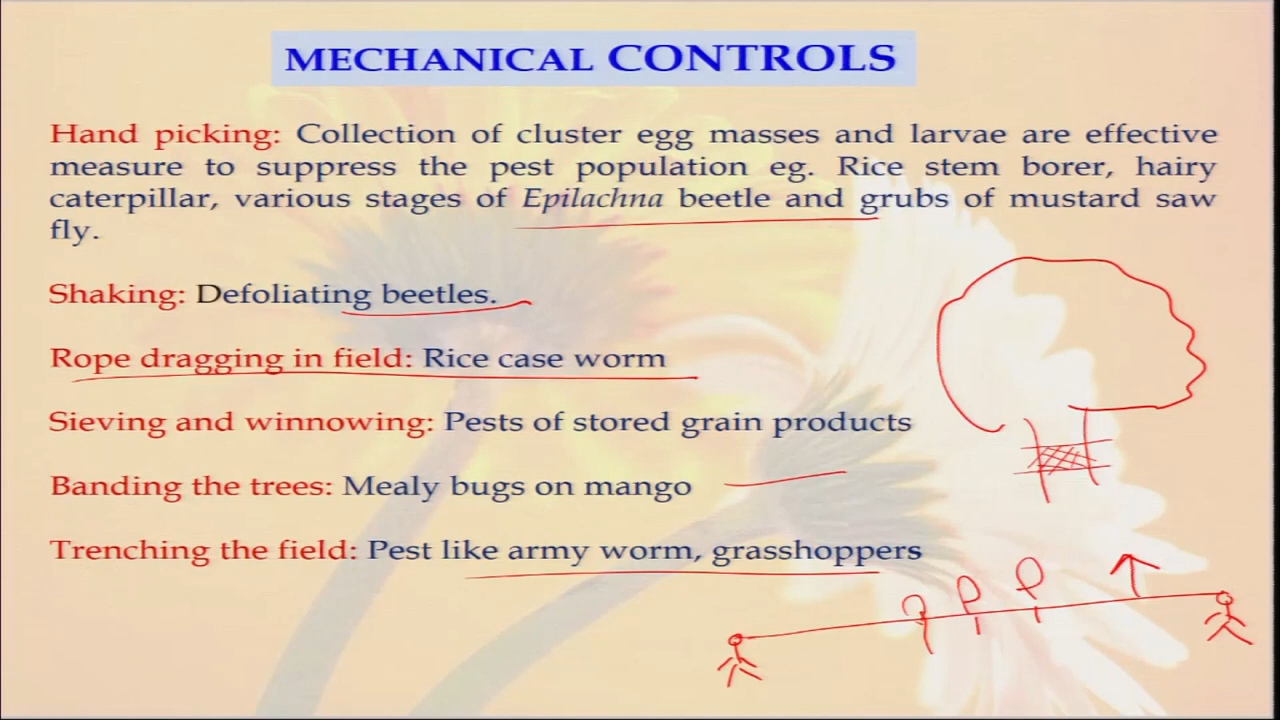 MECHANICAL CONTROLS
Hand picking: Collection of cluster egg masses and larvae are effective
measure to suppress the pest population eg. Rice stem borer, hairy
caterpillar, various stages of Epilachna beetle and grubs of mustard saw
fly.
Shaking: Defoliating beetles.
Rope dragging in field: Rice case worm
Sieving and winnowing: Pests of stored grain products
Banding the trees: Mealy bugs on mango
Trenching the field: Pest like army worm, grasshoppers